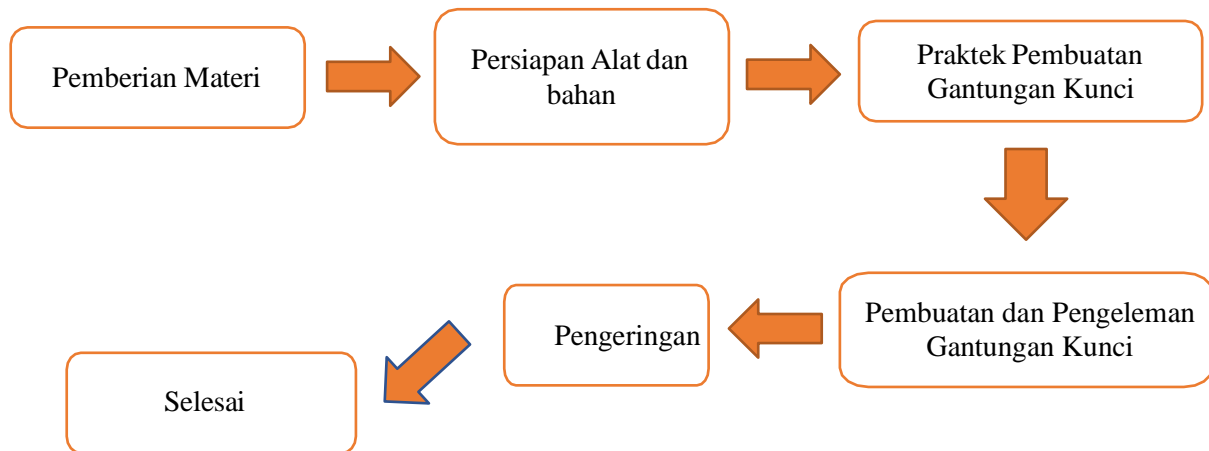 Pemberian Materi
Persiapan Alat dan
bahan
Praktek Pembuatan
Gantungan Kunci
Pembuatan dan Pengeleman
Gantungan Kunci
Pengeringan
Selesai